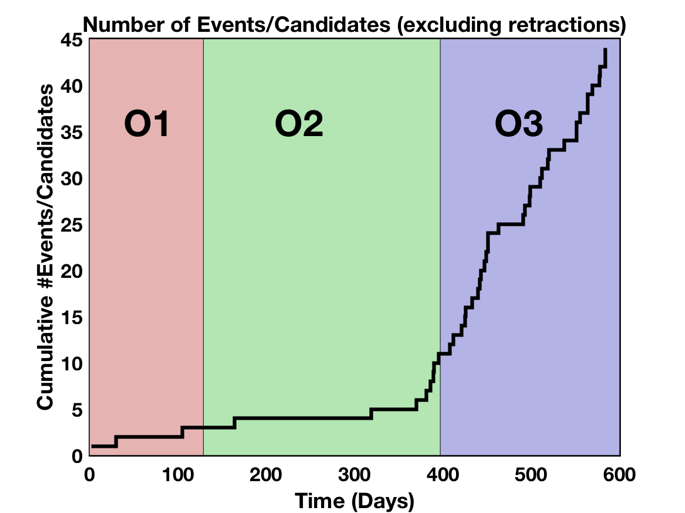 Number of Events/Candidates (excluding retractions)
45
40
35
30
25
20
15
10
5
0
Cumulative #Events/Candidates
O1
O2
O3
0 100 200 300 400 500 600
Time (Days)